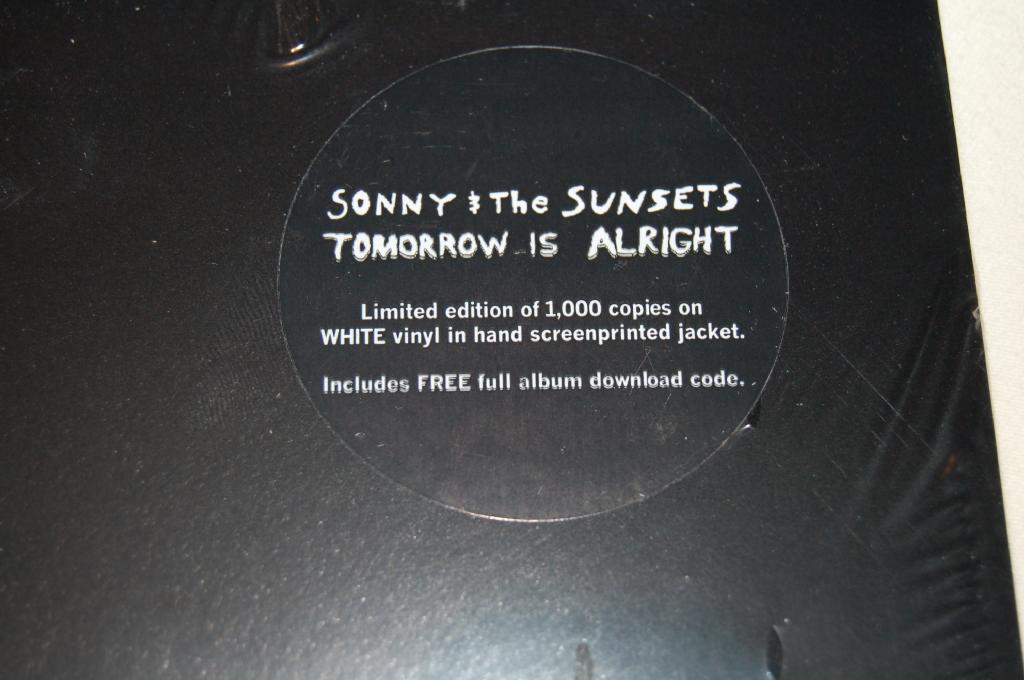 SONNY & The SUNSETS
TOMORROW IS ALRIGHT
Limited edition of 1,000 copies on
WHITE vinyl in hand screenprinted jacket.
Includes FREE full album download code.